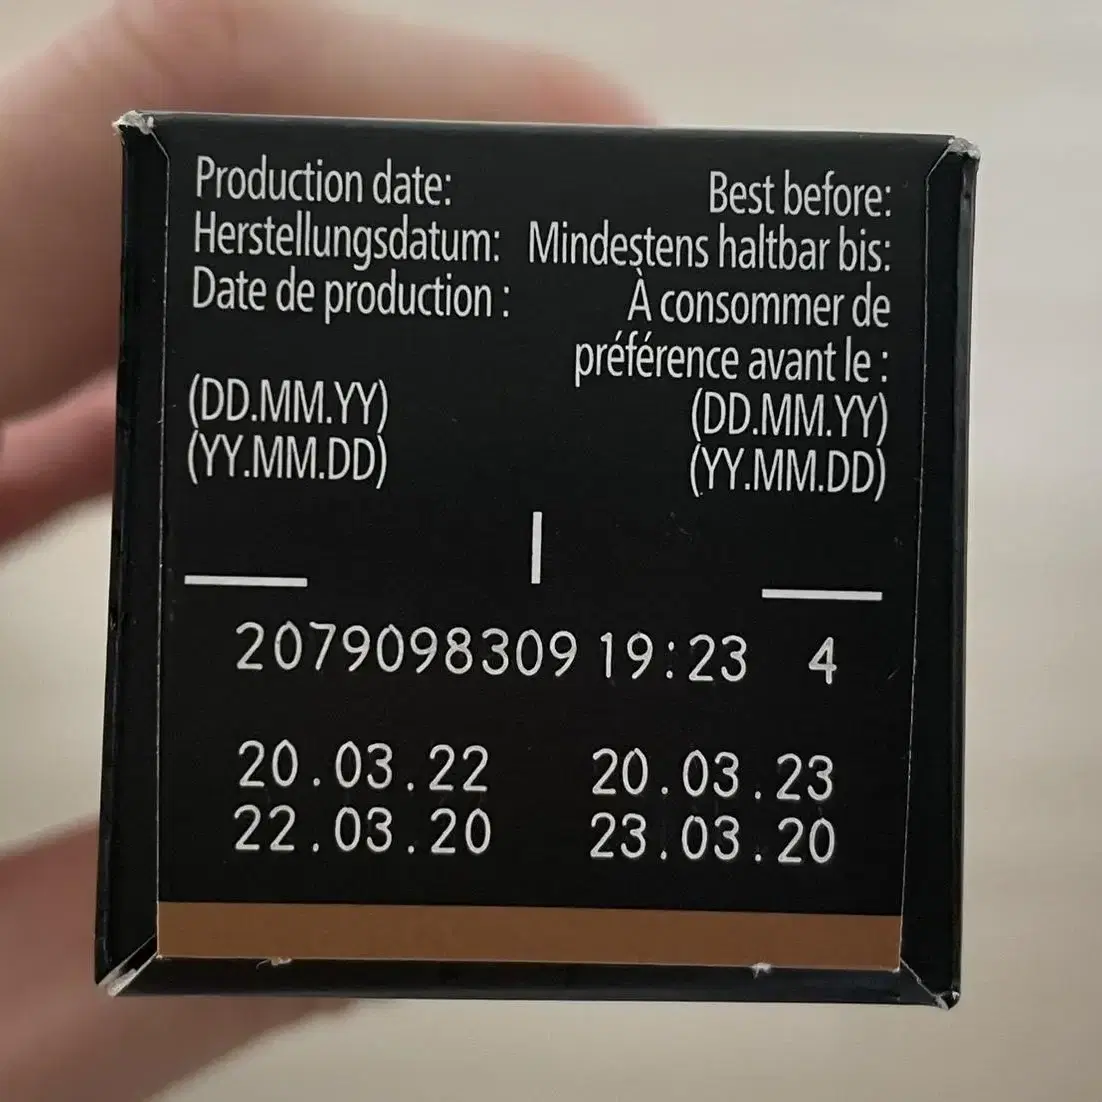 Production date:
Herstellungsdatum:
Date de production :
(DD.MM.YY)
(YY.MM.DD)
Best before:
Mindestens haltbar bis:
À consommer de
préférence avant le :
(DD.MM.YY)
(YY.MM.DD)
2079098309 19:23 4
20.03.22 20.03.23
22.03.20 23.03.20